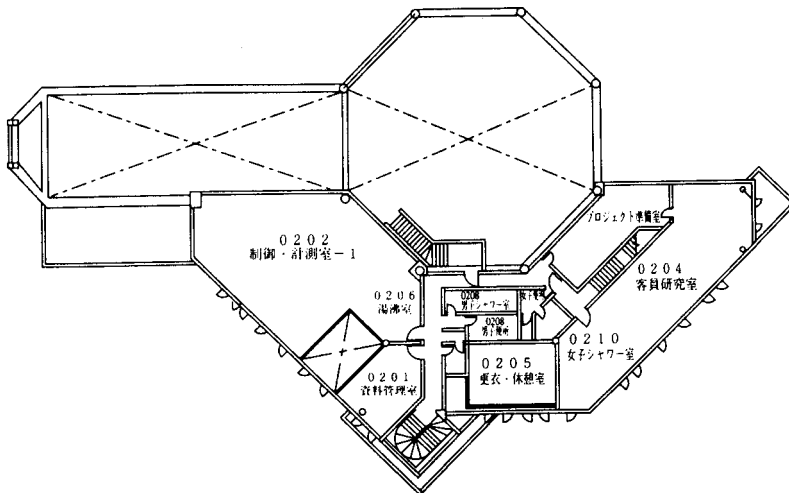 プロジェクト準備室
0202
制御・計測室－1
0204
客員研究室
0206
湯沸室
0208
男子シャワー室
0208
男子便所
0210
女子シャワー室
0205
更衣・休憩室
0201
資料管理室